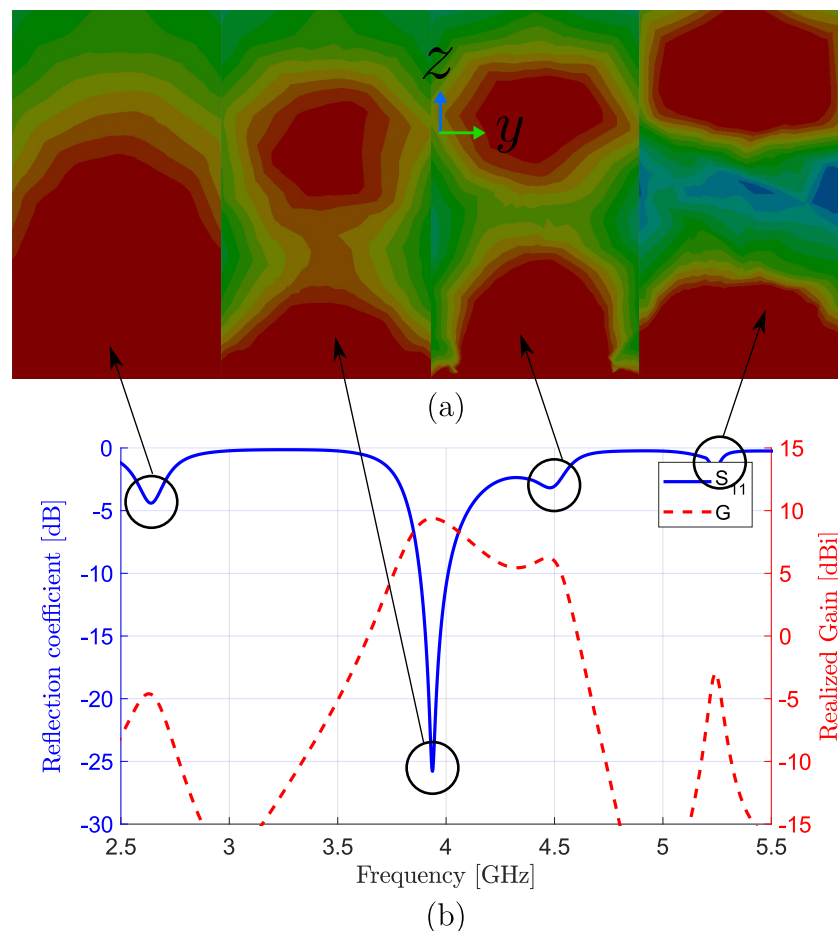 z
y
(a)
0
-5
-10
-15
-20
-25
-30
Reflection coefficient [dB]
15
10
5
0
-5
-10
-15
Realized Gain [dBi]
S11
G
2.5 3 3.5 4 4.5 5 5.5
Frequency [GHz]
(b)